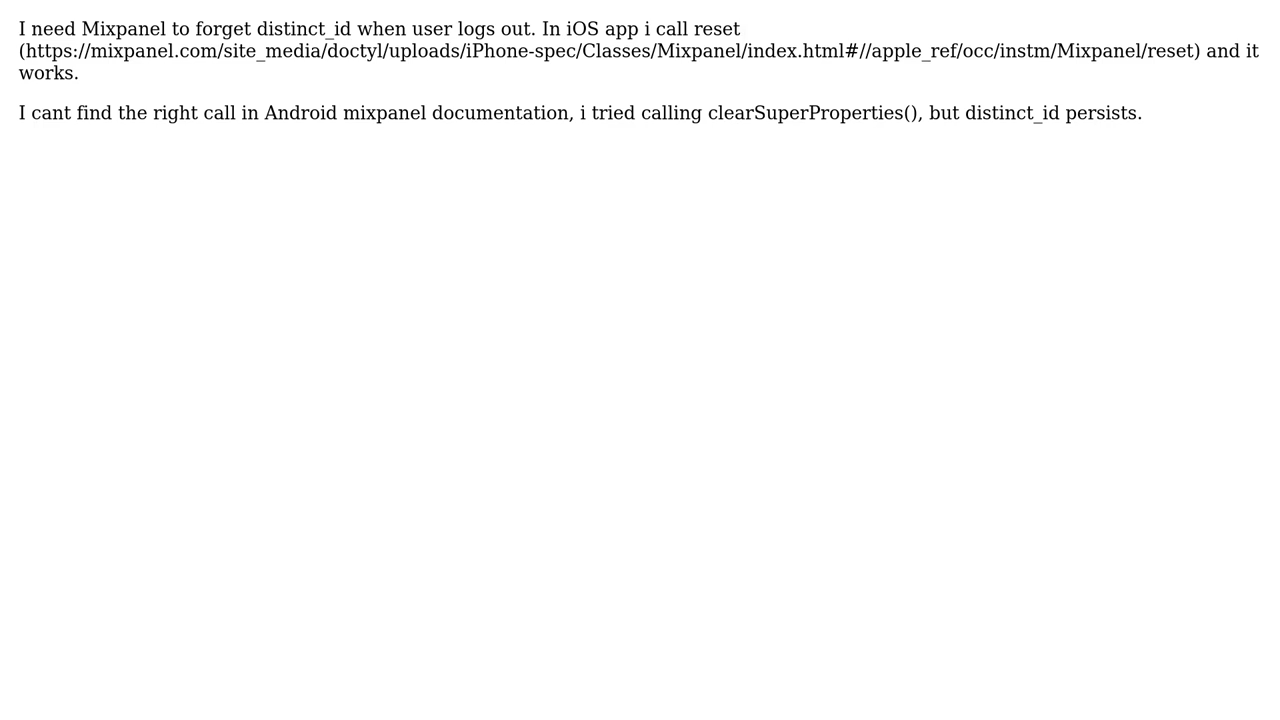 I need Mixpanel to forget distinct_id when user logs out. In iOS app i call reset
(https://mixpanel.com/site_media/doctyl/uploads/iPhone-spec/Classes/Mixpanel/index.html#//apple_ref/occ/instm/Mixpanel/reset) and it
works.
I cant find the right call in Android mixpanel documentation, i tried calling clearSuperProperties(), but distinct_id persists.